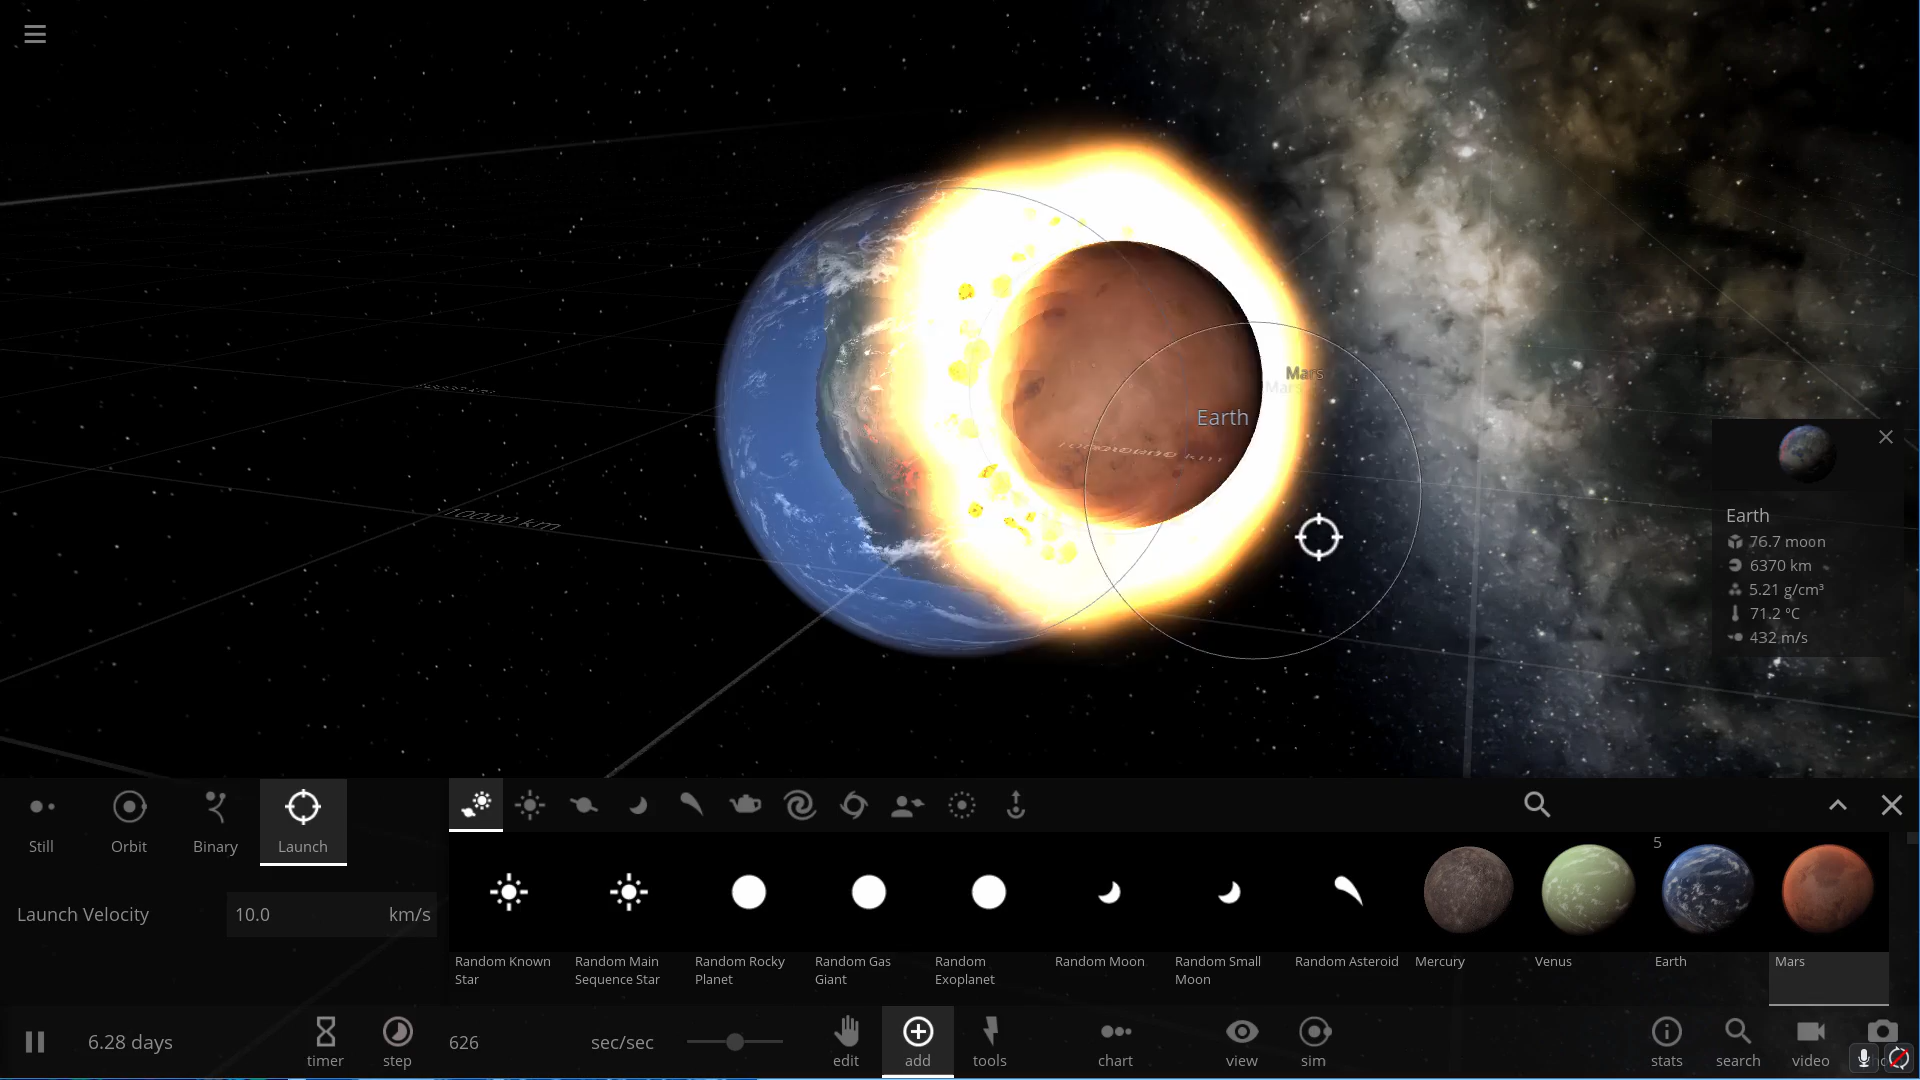 Mars
Mars
Earth
10000 km
Earth
76.7 moon
6370 km
5.21 g/cm³
71.2 °C
432 m/s
Still
Orbit
Binary
Launch
Launch Velocity
10.0
km/s
5
Random Known
Star
Random Main
Sequence Star
Random Rocky
Planet
Random Gas
Giant
Random
Exoplanet
Random Moon
Random Small
Moon
Random Asteroid
Mercury
Venus
Earth
Mars
6.28 days
timer
step
626
sec/sec
edit
add
tools
chart
view
sim
stats
search
video